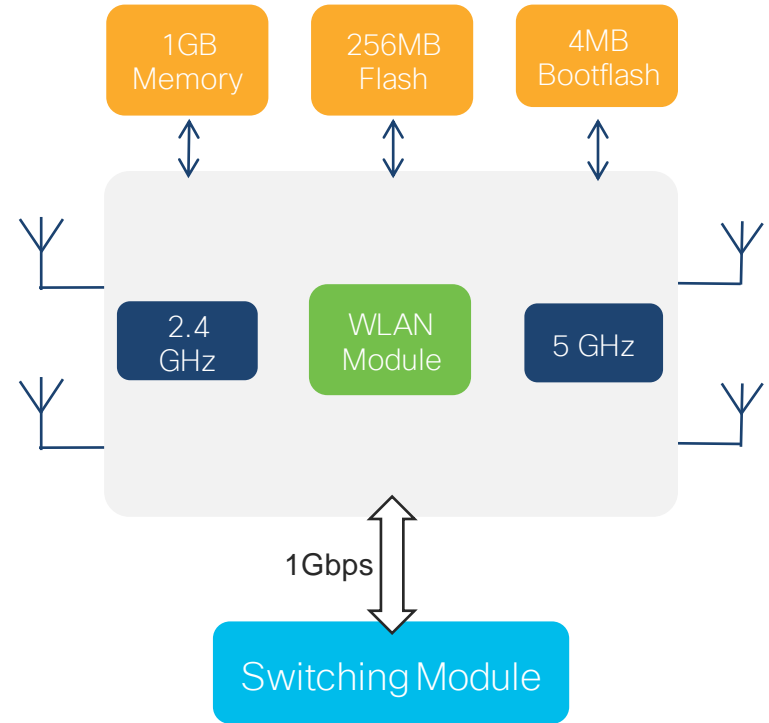 1GB
Memory
256MB
Flash
4MB
Bootflash
2.4
GHz
WLAN
Module
5 GHz
1Gbps
Switching Module